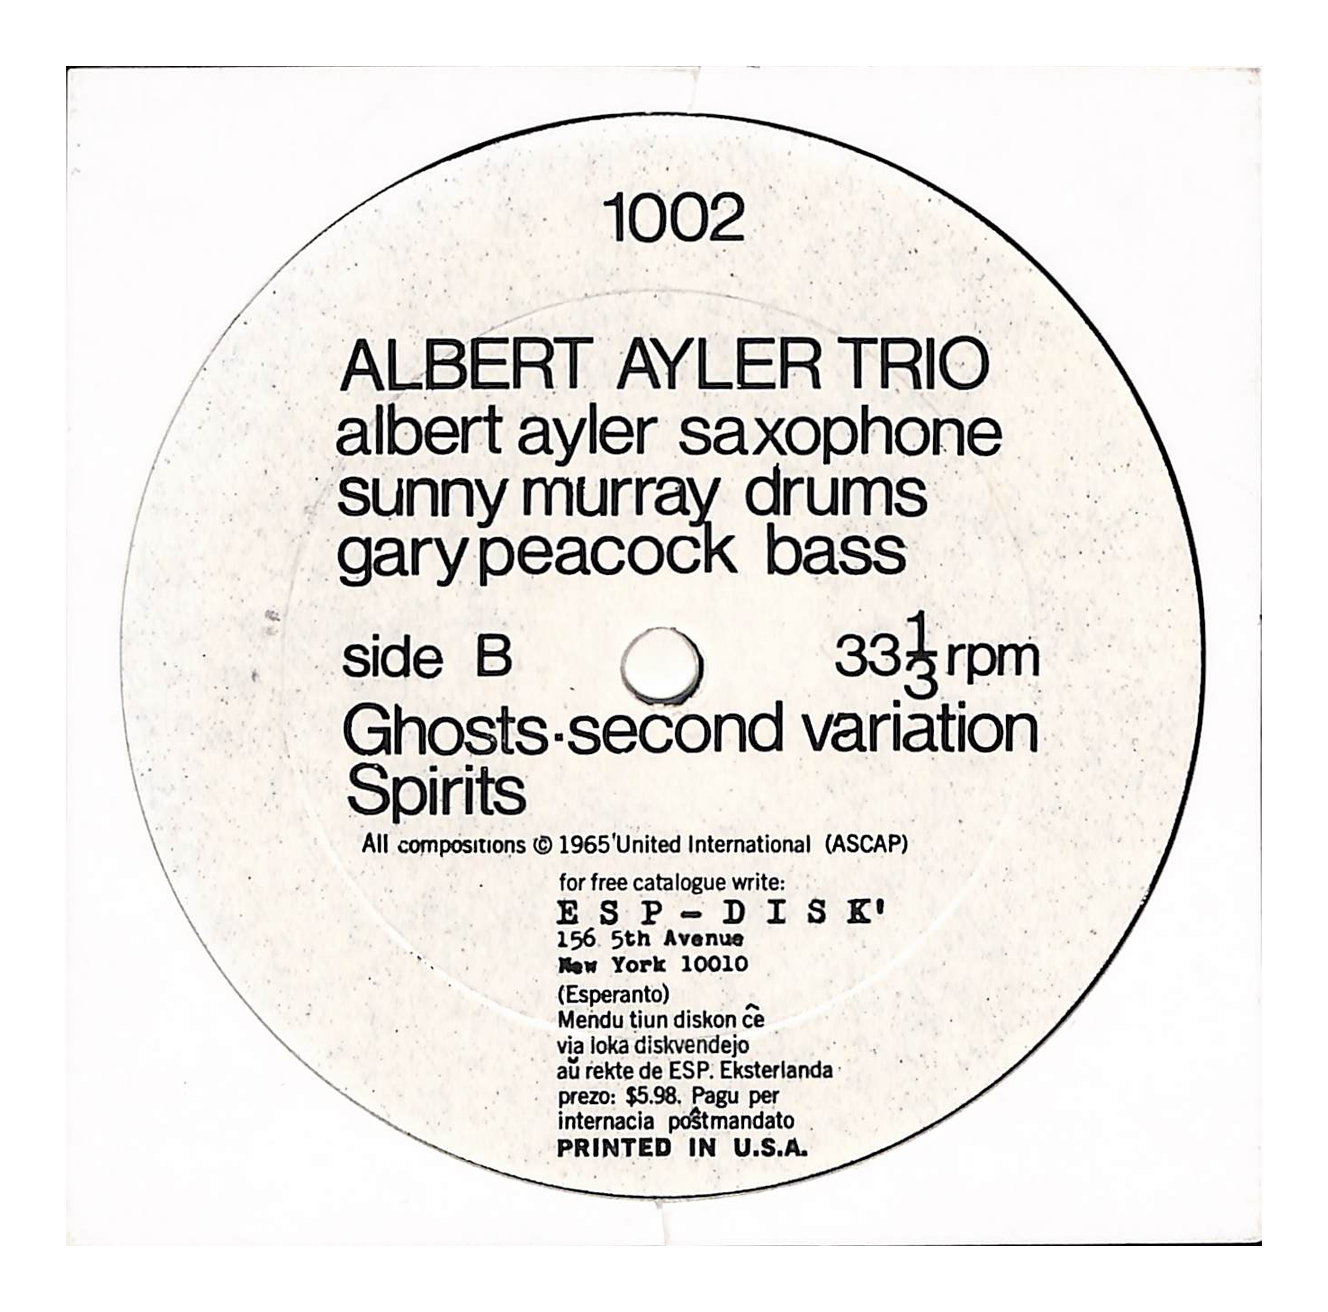 1002
ALBERT AYLER TRIO
albert ayler saxophone
sunny murray drums
gary peacock bass
side B 33 1/3 rpm
Ghosts·second variation
Spirits
All compositions © 1965 United International (ASCAP)
for free catalogue write:
ESP-DISK'
156 5th Avenue
New York 10010
(Esperanto)
Mendu tiun diskon ĉe
via loka diskvendejo
aŭ rekte de ESP. Eksterlanda
prezo: $5.98. Pagu per
internacia poŝtmandato
PRINTED IN U.S.A.